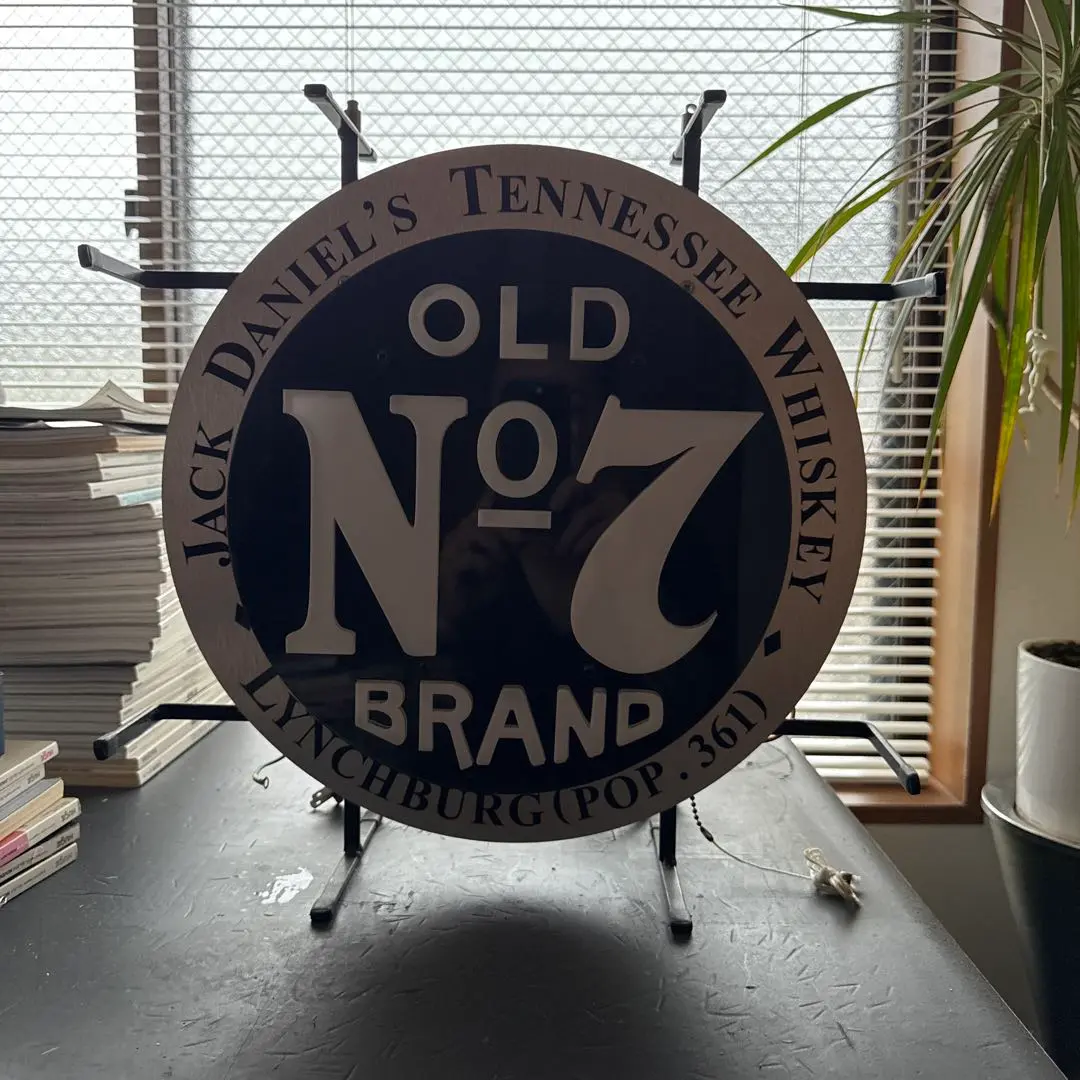 JACK DANIEL'S TENNESSEE WHISKEY
OLD
No7
BRAND
LYNCHBURG (POP. 361)